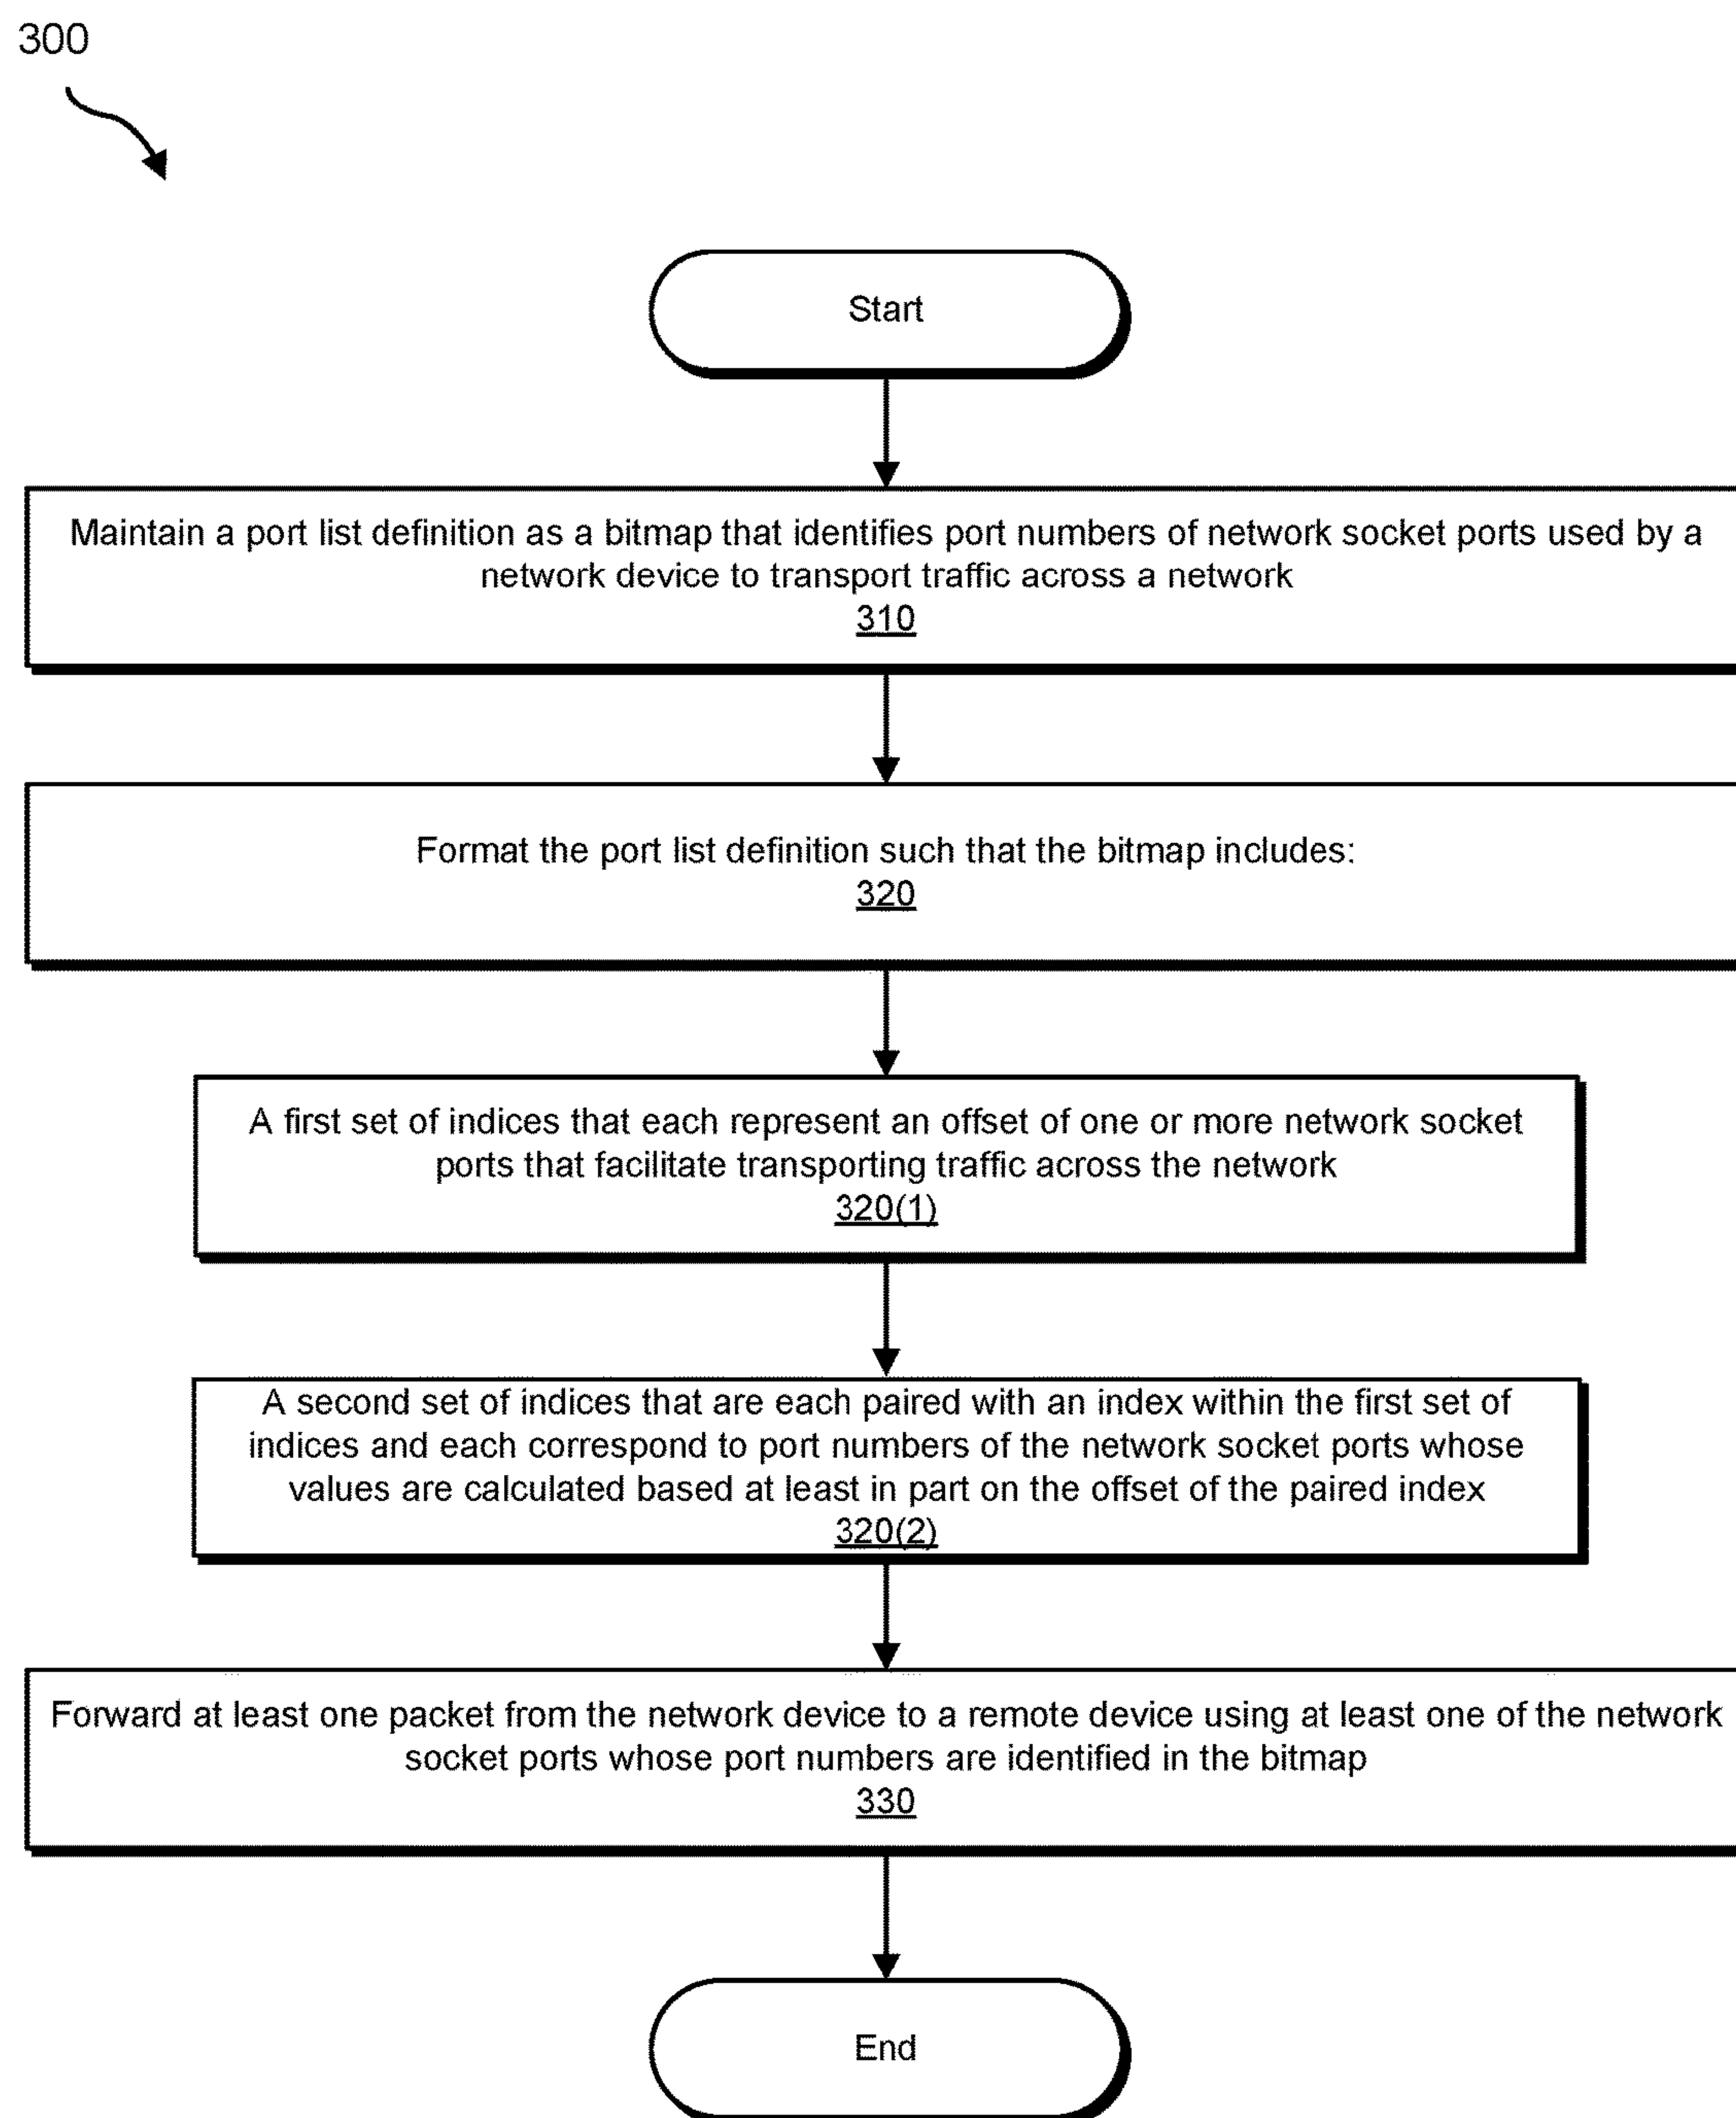 300
Start
Maintain a port list definition as a bitmap that identifies port numbers of network socket ports used by a
network device to transport traffic across a network
310
Format the port list definition such that the bitmap includes:
320
A first set of indices that each represent an offset of one or more network socket
ports that facilitate transporting traffic across the network
320(1)
A second set of indices that are each paired with an index within the first set of
indices and each correspond to port numbers of the network socket ports whose
values are calculated based at least in part on the offset of the paired index
320(2)
Forward at least one packet from the network device to a remote device using at least one of the network
socket ports whose port numbers are identified in the bitmap
330
End